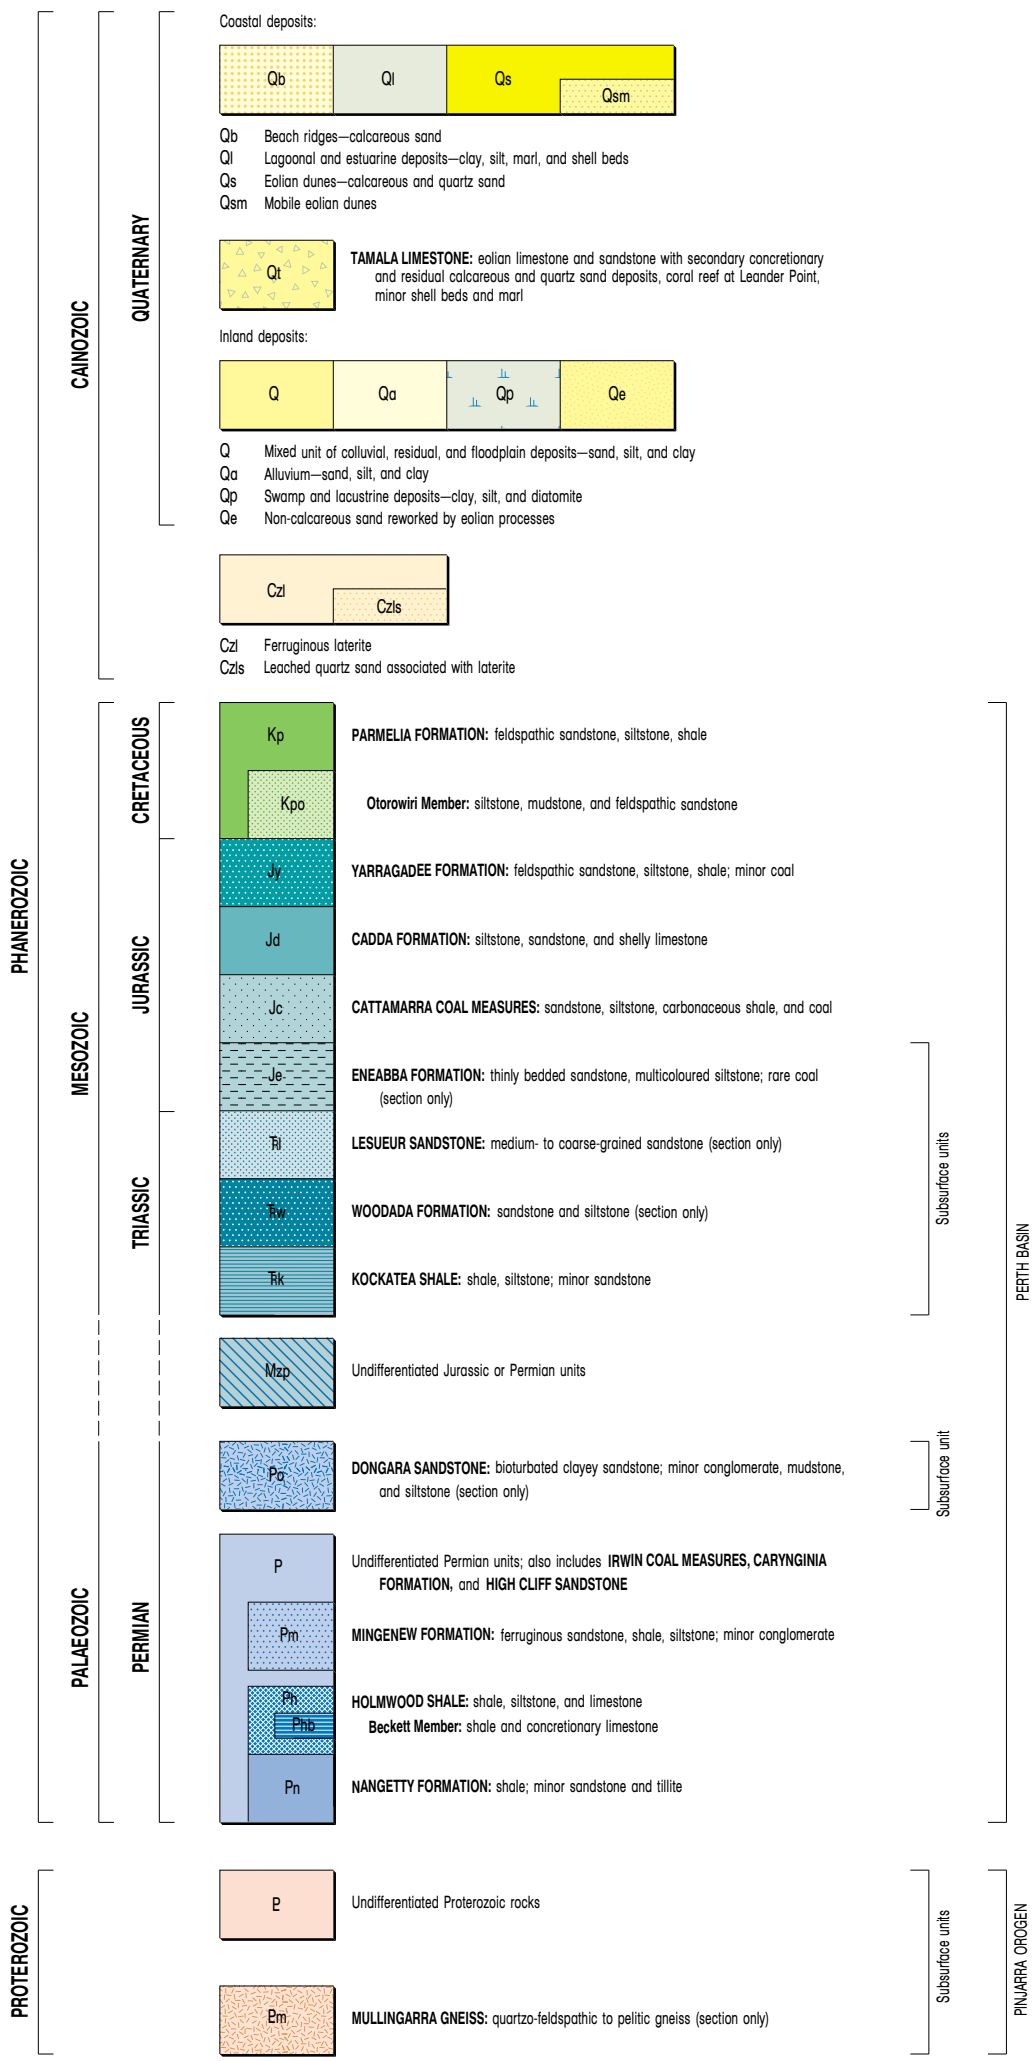 Coastal deposits:
Qb Ql Qs Qsm
Qb Beach ridges—calcareous sand
Ql Lagoonal and estuarine deposits—clay, silt, marl, and shell beds
Qs Eolian dunes—calcareous and quartz sand
Qsm Mobile eolian dunes
Qt
TAMALA LIMESTONE: eolian limestone and sandstone with secondary concretionary
and residual calcareous and quartz sand deposits, coral reef at Leander Point,
minor shell beds and marl
Inland deposits:
Q Qa Qp Qe
Q Mixed unit of colluvial, residual, and floodplain deposits—sand, silt, and clay
Qa Alluvium—sand, silt, and clay
Qp Swamp and lacustrine deposits—clay, silt, and diatomite
Qe Non-calcareous sand reworked by eolian processes
QUATERNARY
Czl Czls
Czl Ferruginous laterite
Czls Leached quartz sand associated with laterite
CAINOZOIC
Kp PARMELIA FORMATION: feldspathic sandstone, siltstone, shale
Kpo Otorowiri Member: siltstone, mudstone, and feldspathic sandstone
CRETACEOUS
Jy YARRAGADEE FORMATION: feldspathic sandstone, siltstone, shale; minor coal
Jd CADDA FORMATION: siltstone, sandstone, and shelly limestone
Jc CATTAMARRA COAL MEASURES: sandstone, siltstone, carbonaceous shale, and coal
Je ENEABBA FORMATION: thinly bedded sandstone, multicoloured siltstone; rare coal
(section only)
JURASSIC
Ꞧl LESUEUR SANDSTONE: medium- to coarse-grained sandstone (section only)
Ꞧw WOODADA FORMATION: sandstone and siltstone (section only)
Ꞧk KOCKATEA SHALE: shale, siltstone; minor sandstone
TRIASSIC
Subsurface units
MESOZOIC
Mzp Undifferentiated Jurassic or Permian units
Po DONGARA SANDSTONE: bioturbated clayey sandstone; minor conglomerate, mudstone,
and siltstone (section only)
Subsurface unit
P Undifferentiated Permian units; also includes IRWIN COAL MEASURES, CARYNGINIA
FORMATION, and HIGH CLIFF SANDSTONE
Pm MINGENEW FORMATION: ferruginous sandstone, shale, siltstone; minor conglomerate
Ph HOLMWOOD SHALE: shale, siltstone, and limestone
Phb Beckett Member: shale and concretionary limestone
Pn NANGETTY FORMATION: shale; minor sandstone and tillite
PERMIAN
PALAEOZOIC
PHANEROZOIC
PERTH BASIN
P Undifferentiated Proterozoic rocks
Pm MULLINGARRA GNEISS: quartzo-feldspathic to pelitic gneiss (section only)
PROTEROZOIC
Subsurface units
PINJARRA OROGEN